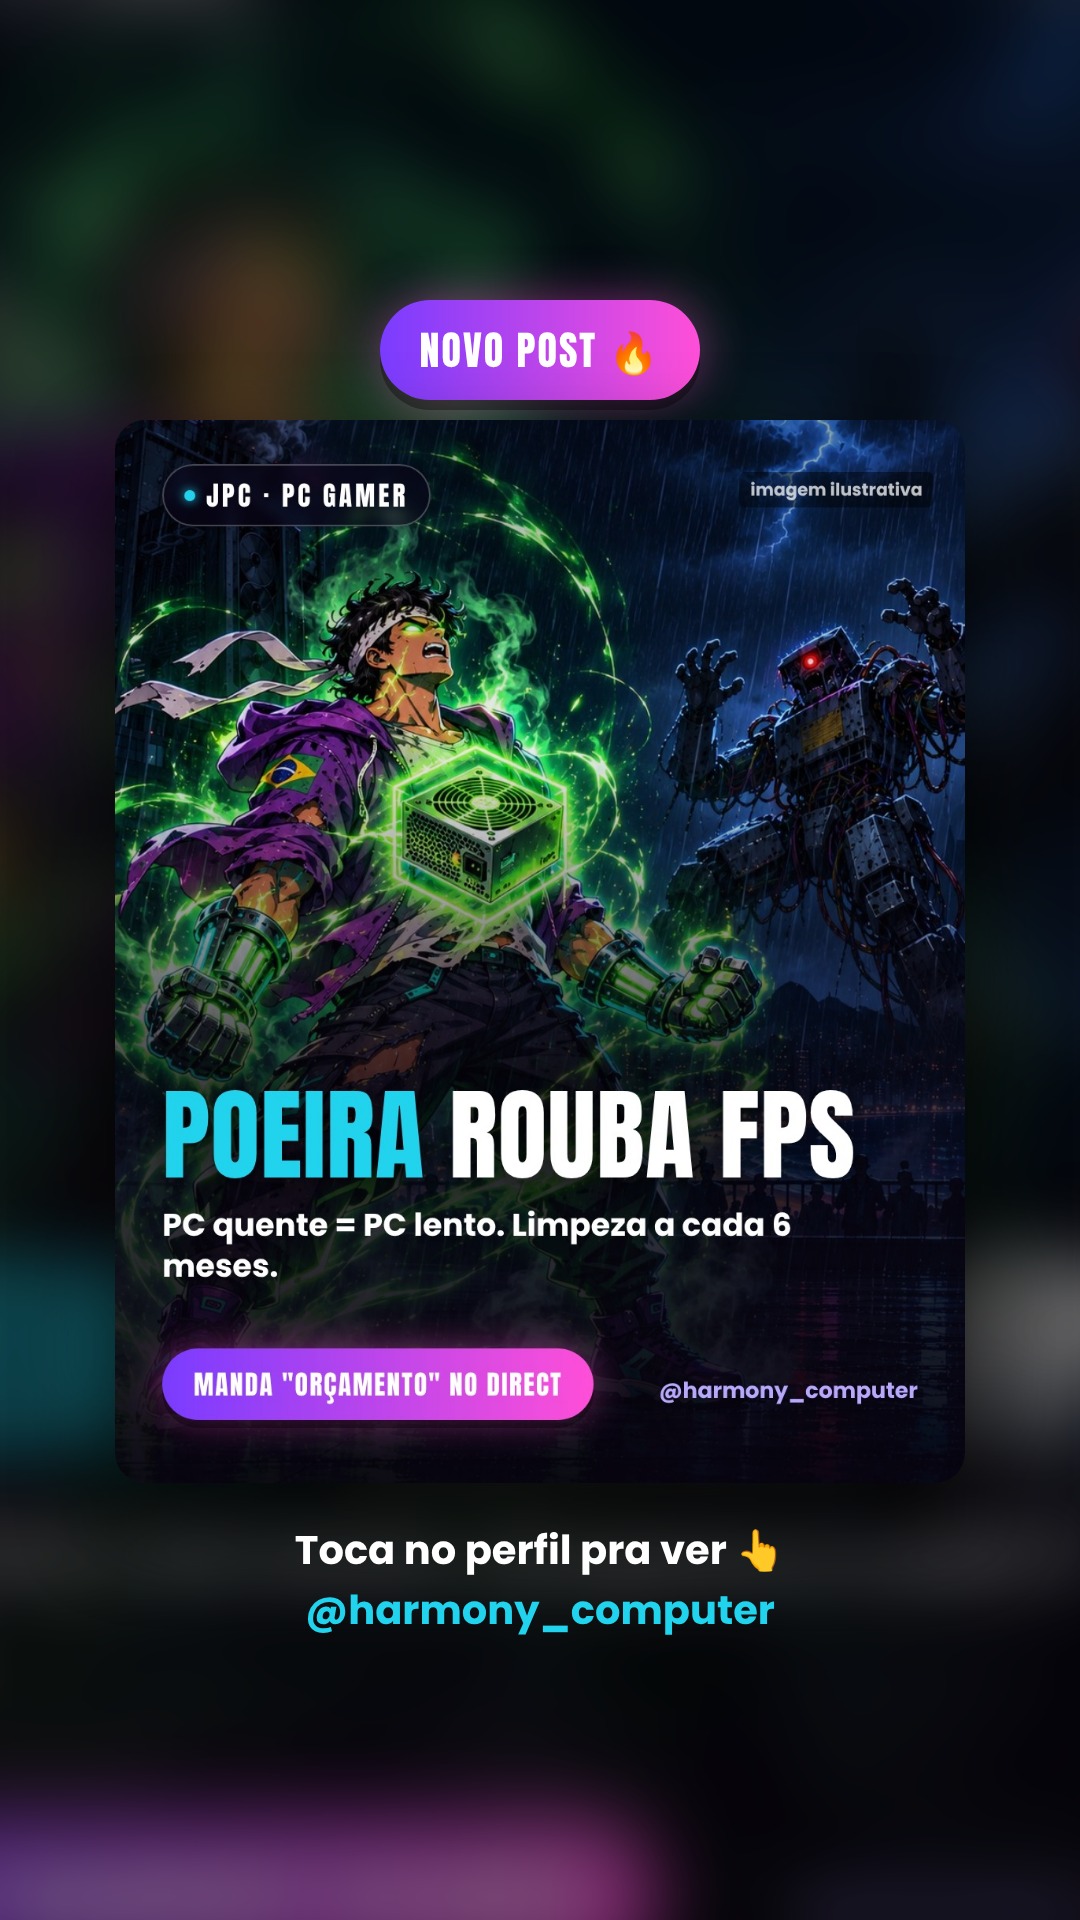 NOVO POST 🔥
JPC · PC GAMER
imagem ilustrativa
POEIRA ROUBA FPS
PC quente = PC lento. Limpeza a cada 6
meses.
MANDA "ORÇAMENTO" NO DIRECT
@harmony_computer
Toca no perfil pra ver 👆
@harmony_computer